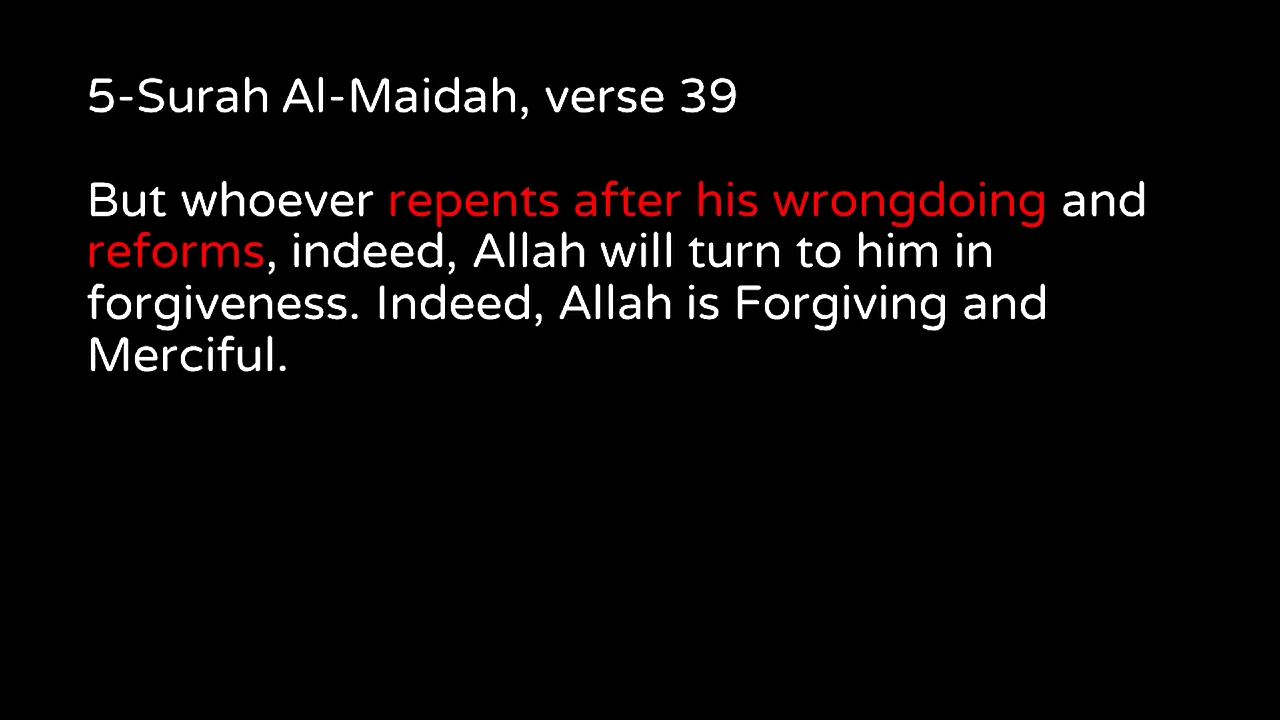 5-Surah Al-Maidah, verse 39
But whoever repents after his wrongdoing and
reforms, indeed, Allah will turn to him in
forgiveness. Indeed, Allah is Forgiving and
Merciful.